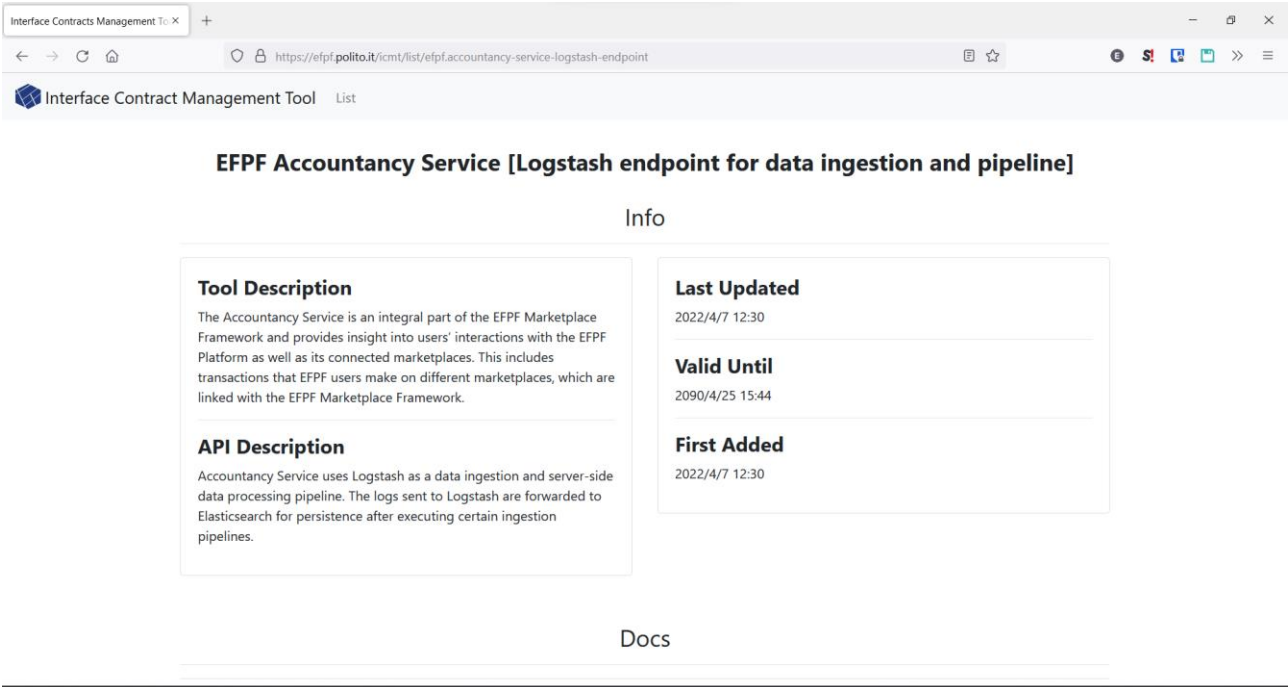 Interface Contracts Management To
https://efpf.polito.it/icmt/list/efpf.accountancy-service-logstash-endpoint
Interface Contract Management Tool List
EFPF Accountancy Service [Logstash endpoint for data ingestion and pipeline]
Info
Tool Description
The Accountancy Service is an integral part of the EFPF Marketplace
Framework and provides insight into users' interactions with the EFPF
Platform as well as its connected marketplaces. This includes
transactions that EFPF users make on different marketplaces, which are
linked with the EFPF Marketplace Framework.
API Description
Accountancy Service uses Logstash as a data ingestion and server-side
data processing pipeline. The logs sent to Logstash are forwarded to
Elasticsearch for persistence after executing certain ingestion
pipelines.
Last Updated
2022/4/7 12:30
Valid Until
2090/4/25 15:44
First Added
2022/4/7 12:30
Docs